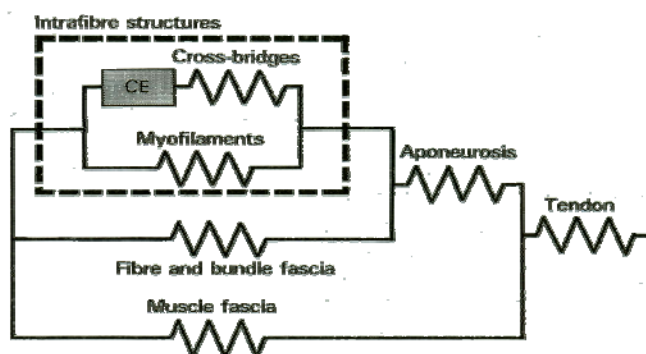 Intrafibre structures
Cross-bridges
CE
Myofilaments
Aponeurosis
Tendon
Fibre and bundle fascia
Muscle fascia